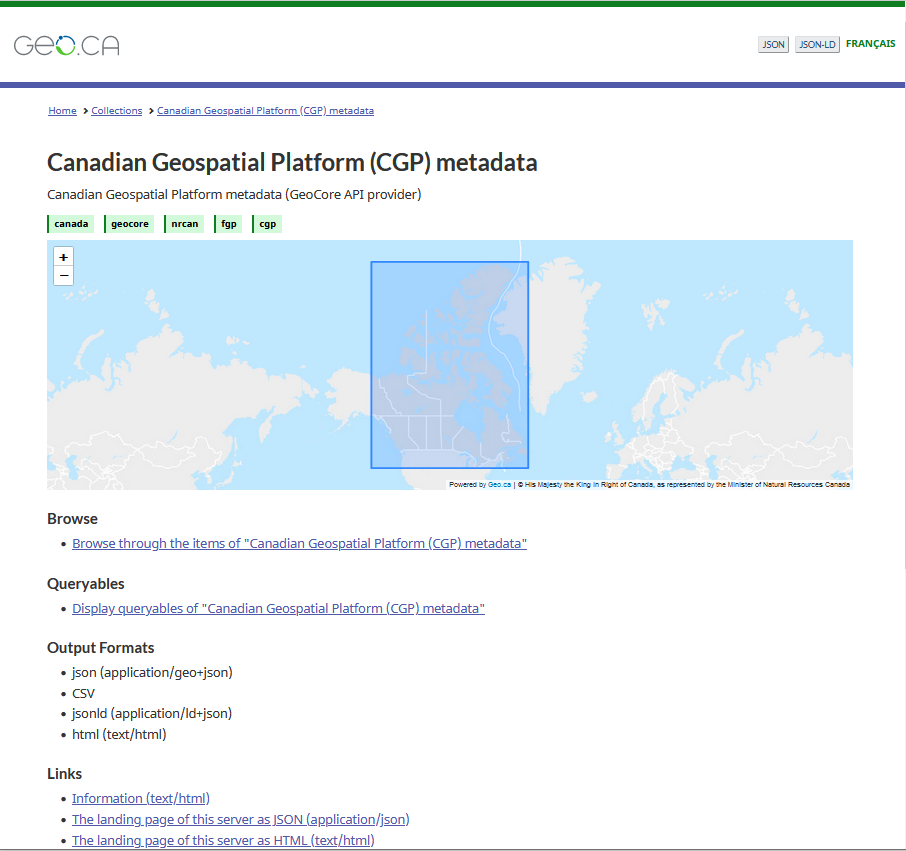 GEO.CA
JSON JSON-LD FRANÇAIS
Home > Collections > Canadian Geospatial Platform (CGP) metadata
Canadian Geospatial Platform (CGP) metadata
Canadian Geospatial Platform metadata (GeoCore API provider)
canada geocore nrcan fgp cgp
+
−
Powered by Geo.ca | © His Majesty the King in Right of Canada, as represented by the Minister of Natural Resources Canada
Browse
• Browse through the items of "Canadian Geospatial Platform (CGP) metadata"
Queryables
• Display queryables of "Canadian Geospatial Platform (CGP) metadata"
Output Formats
• json (application/geo+json)
• CSV
• jsonld (application/ld+json)
• html (text/html)
Links
• Information (text/html)
• The landing page of this server as JSON (application/json)
• The landing page of this server as HTML (text/html)